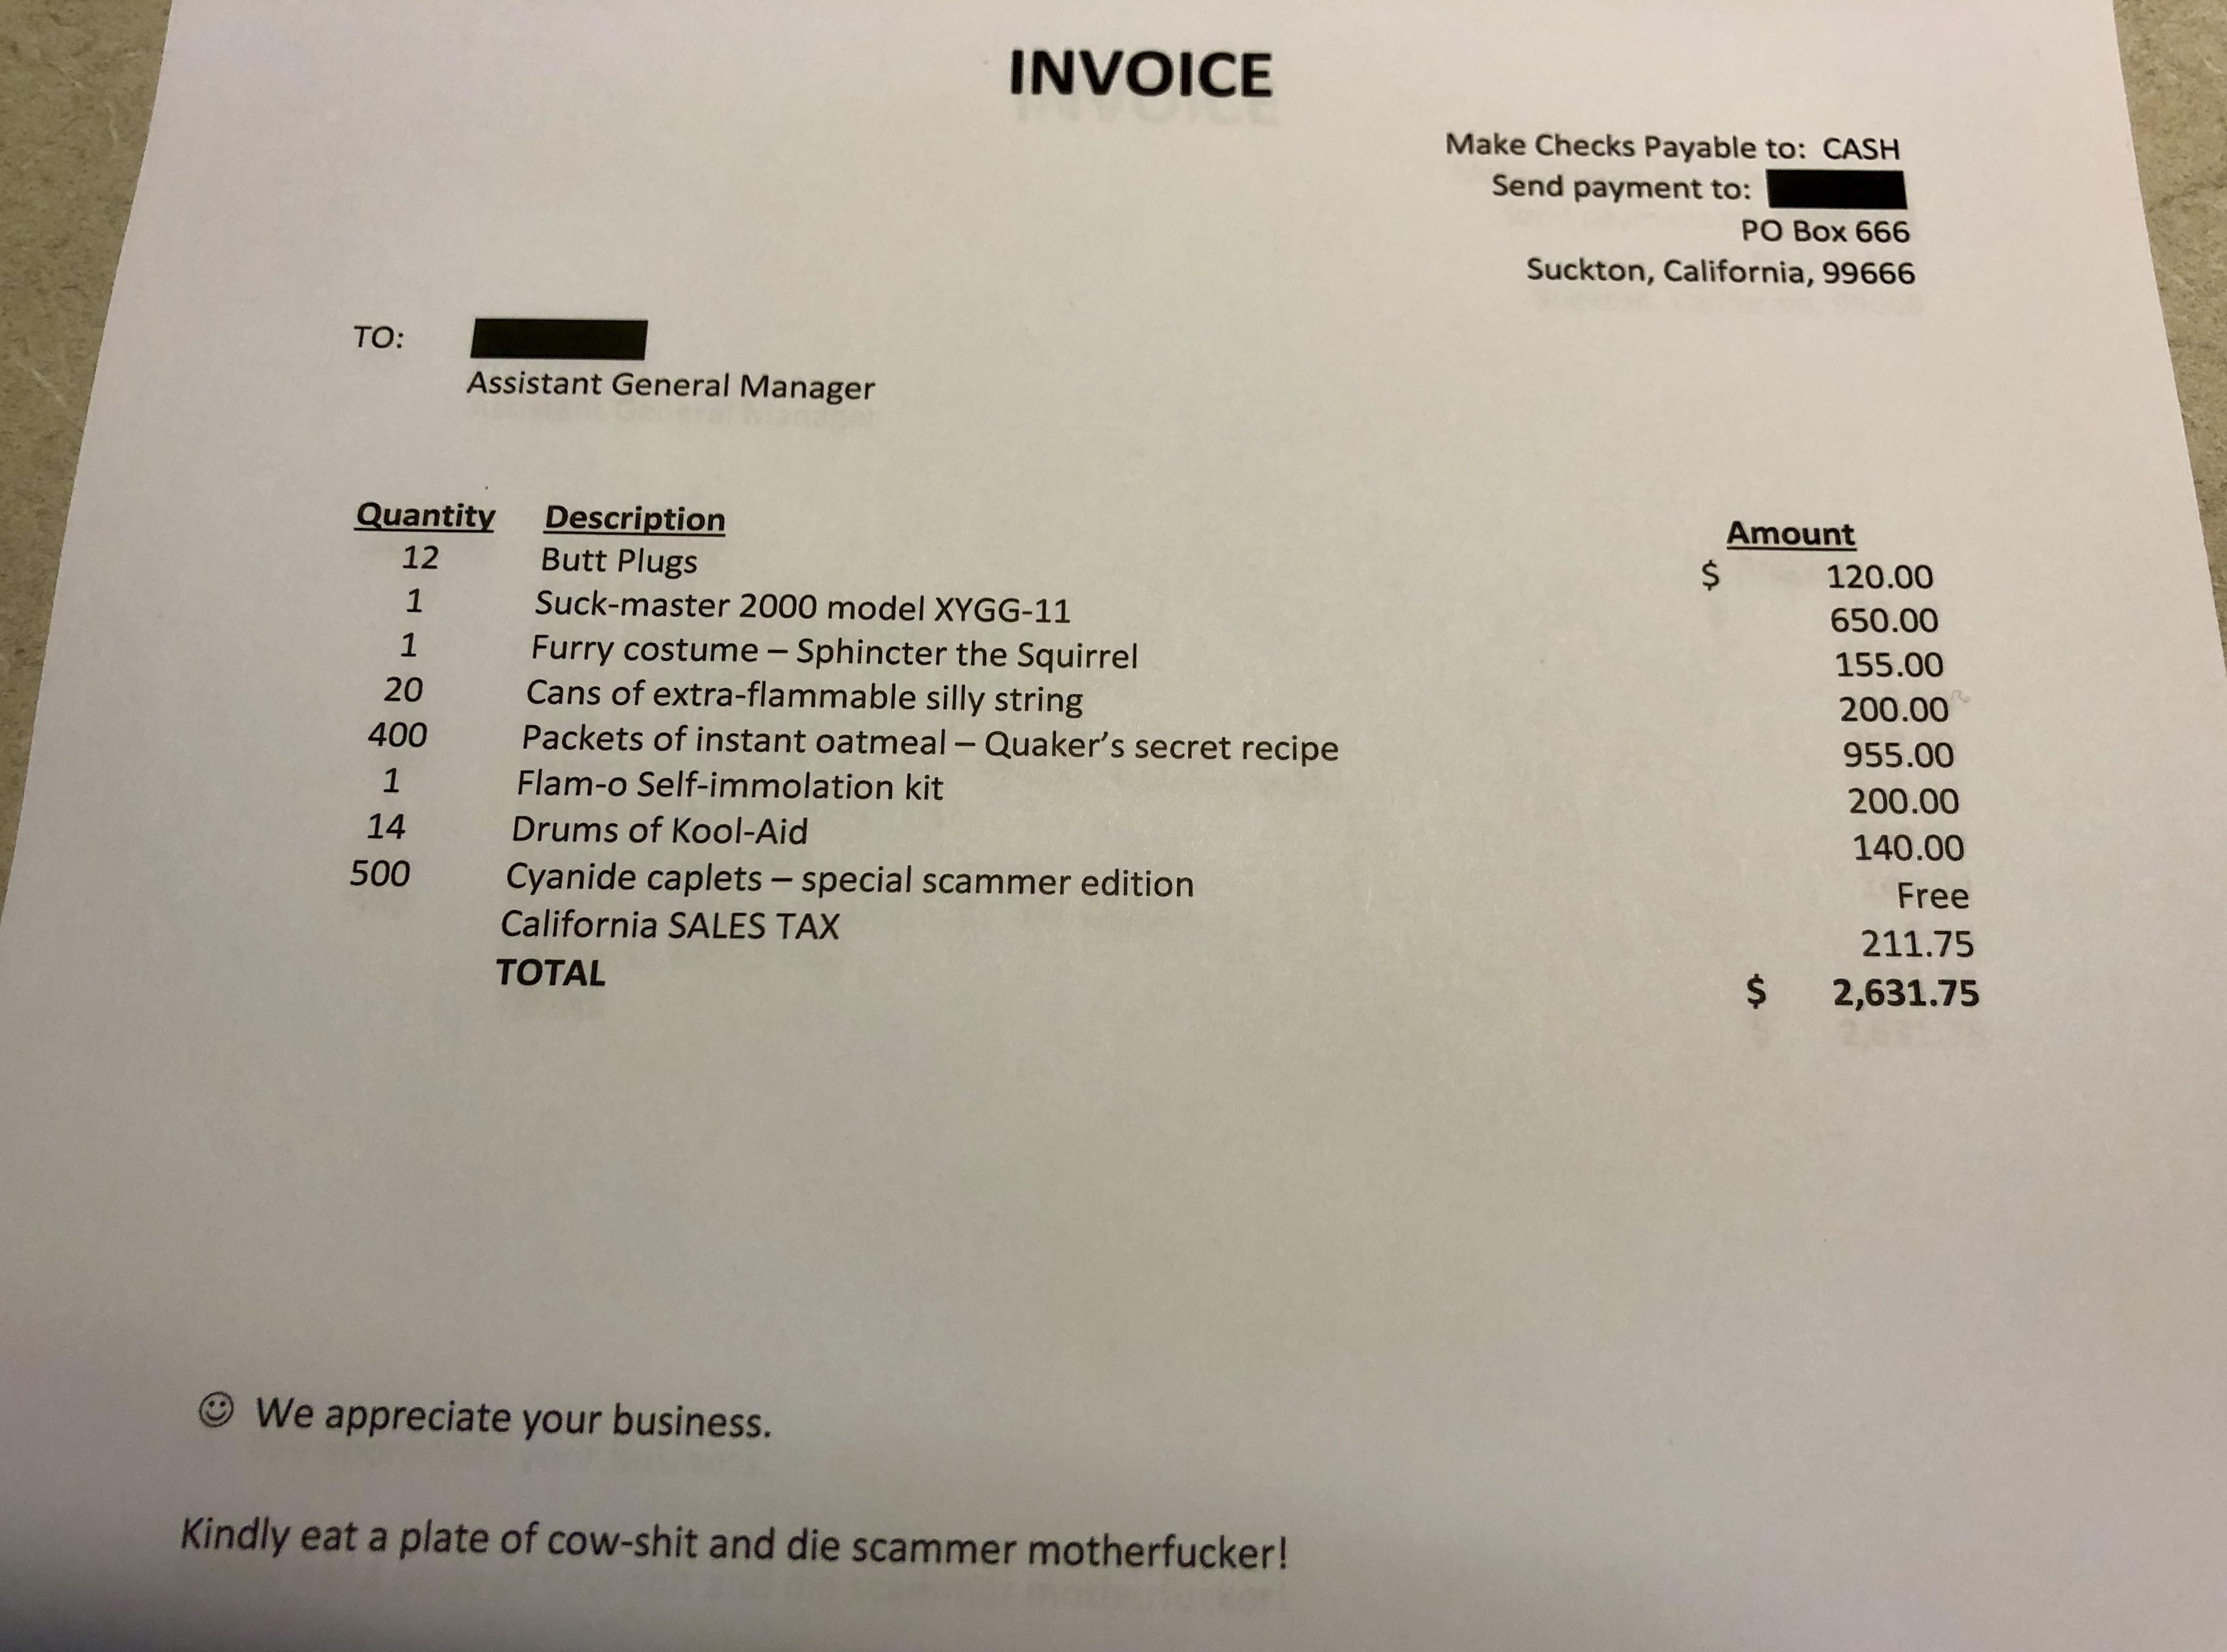 INVOICE
Make Checks Payable to: CASH
Send payment to:
PO Box 666
Suckton, California, 99666
TO:
Assistant General Manager
Quantity Description Amount
12 Butt Plugs $ 120.00
1 Suck-master 2000 model XYGG-11 650.00
1 Furry costume – Sphincter the Squirrel 155.00
20 Cans of extra-flammable silly string 200.00
400 Packets of instant oatmeal – Quaker's secret recipe 955.00
1 Flam-o Self-immolation kit 200.00
14 Drums of Kool-Aid 140.00
500 Cyanide caplets – special scammer edition Free
California SALES TAX 211.75
TOTAL $ 2,631.75
☺ We appreciate your business.
Kindly eat a plate of cow-shit and die scammer motherfucker!